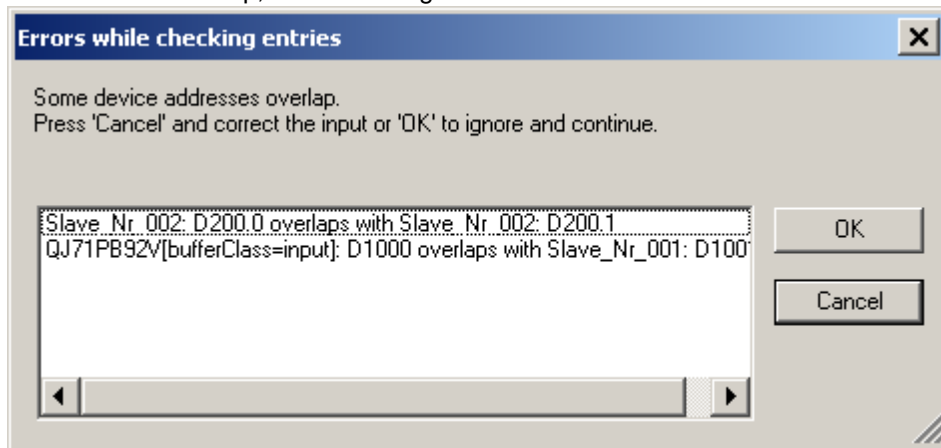 Errors while checking entries
Some device addresses overlap.
Press 'Cancel' and correct the input or 'OK' to ignore and continue.
Slave_Nr_002: D200.0 overlaps with Slave_Nr_002: D200.1
QJ71PB92V[bufferClass=input]: D1000 overlaps with Slave_Nr_001: D100
OK
Cancel